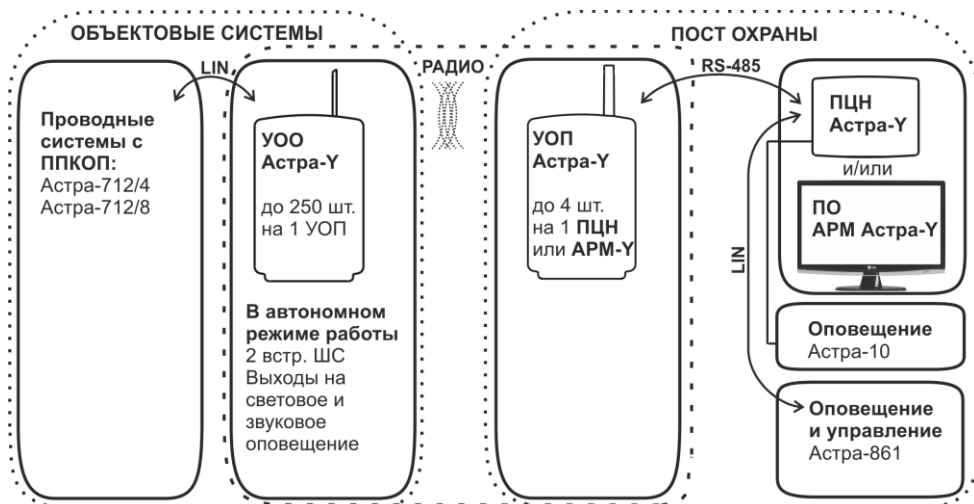 ОБЪЕКТОВЫЕ СИСТЕМЫ
ПОСТ ОХРАНЫ
LIN
РАДИО
RS-485
Проводные
системы с
ППКОП:
Астра-712/4
Астра-712/8
УОО
Астра-Y
до 250 шт.
на 1 УОП
В автономном
режиме работы
2 встр. ШС
Выходы на
световое и
звуковое
оповещение
УОП
Астра-Y
до 4 шт.
на 1 ПЦН
или АРМ-Y
ПЦН
Астра-Y
и/или
ПО
АРМ Астра-Y
LIN
Оповещение
Астра-10
Оповещение
и управление
Астра-861